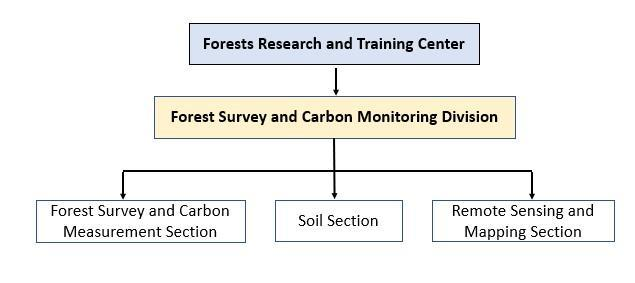 Forests Research and Training Center
Forest Survey and Carbon Monitoring Division
Forest Survey and Carbon
Measurement Section
Soil Section
Remote Sensing and
Mapping Section